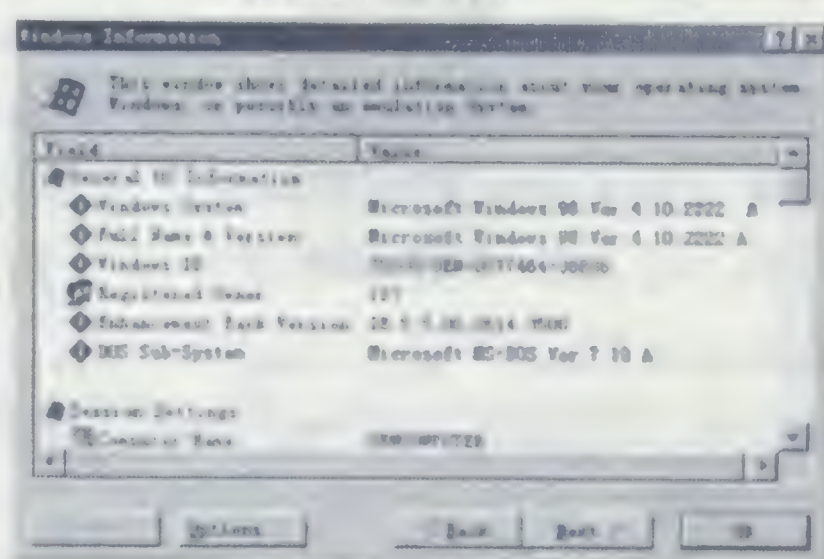 Windows Information
This window shows detailed information about your operating system
Windows, or possibly an emulation system.
Field Value
General OS Information
Windows System Microsoft Windows 98 Ver 4.10.2222 A
Full Name & Version Microsoft Windows 98 Ver 4.10.2222 A
Windows ID
Registered Owner
Enhancement Pack Version
DOS Sub-System Microsoft MS-DOS Ver 7.10 A
Session Settings
Computer Name
Options Back Next OK